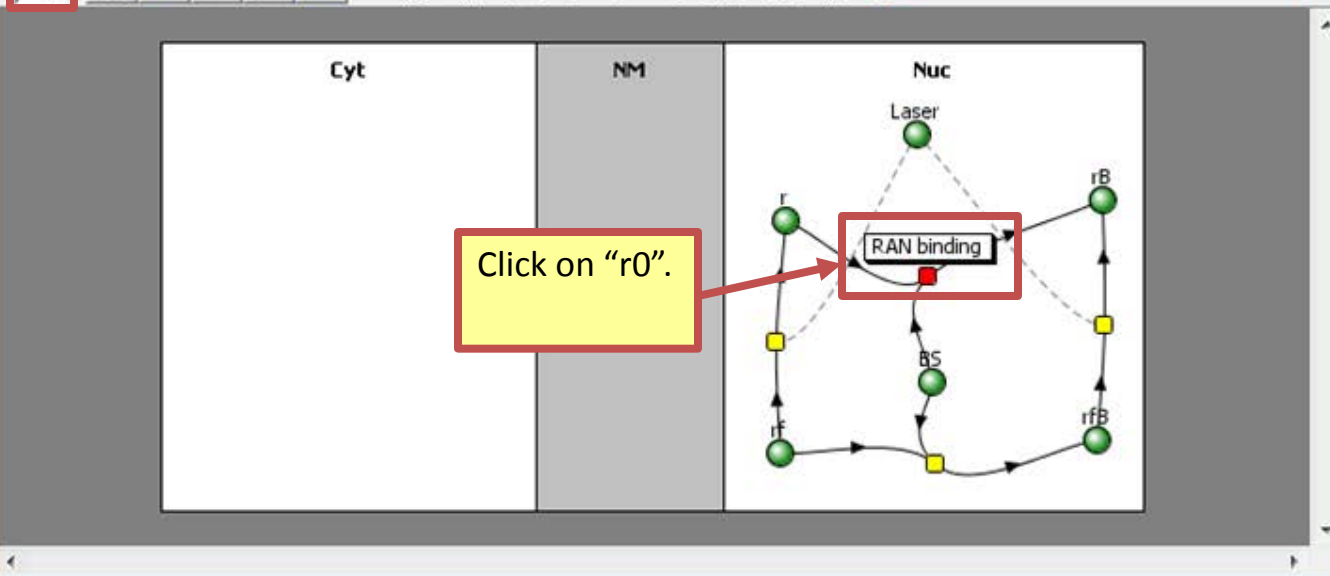 Cyt
NM
Nuc
Laser
rB
r
RAN binding
Click on “r0”.
BS
rf
rfB